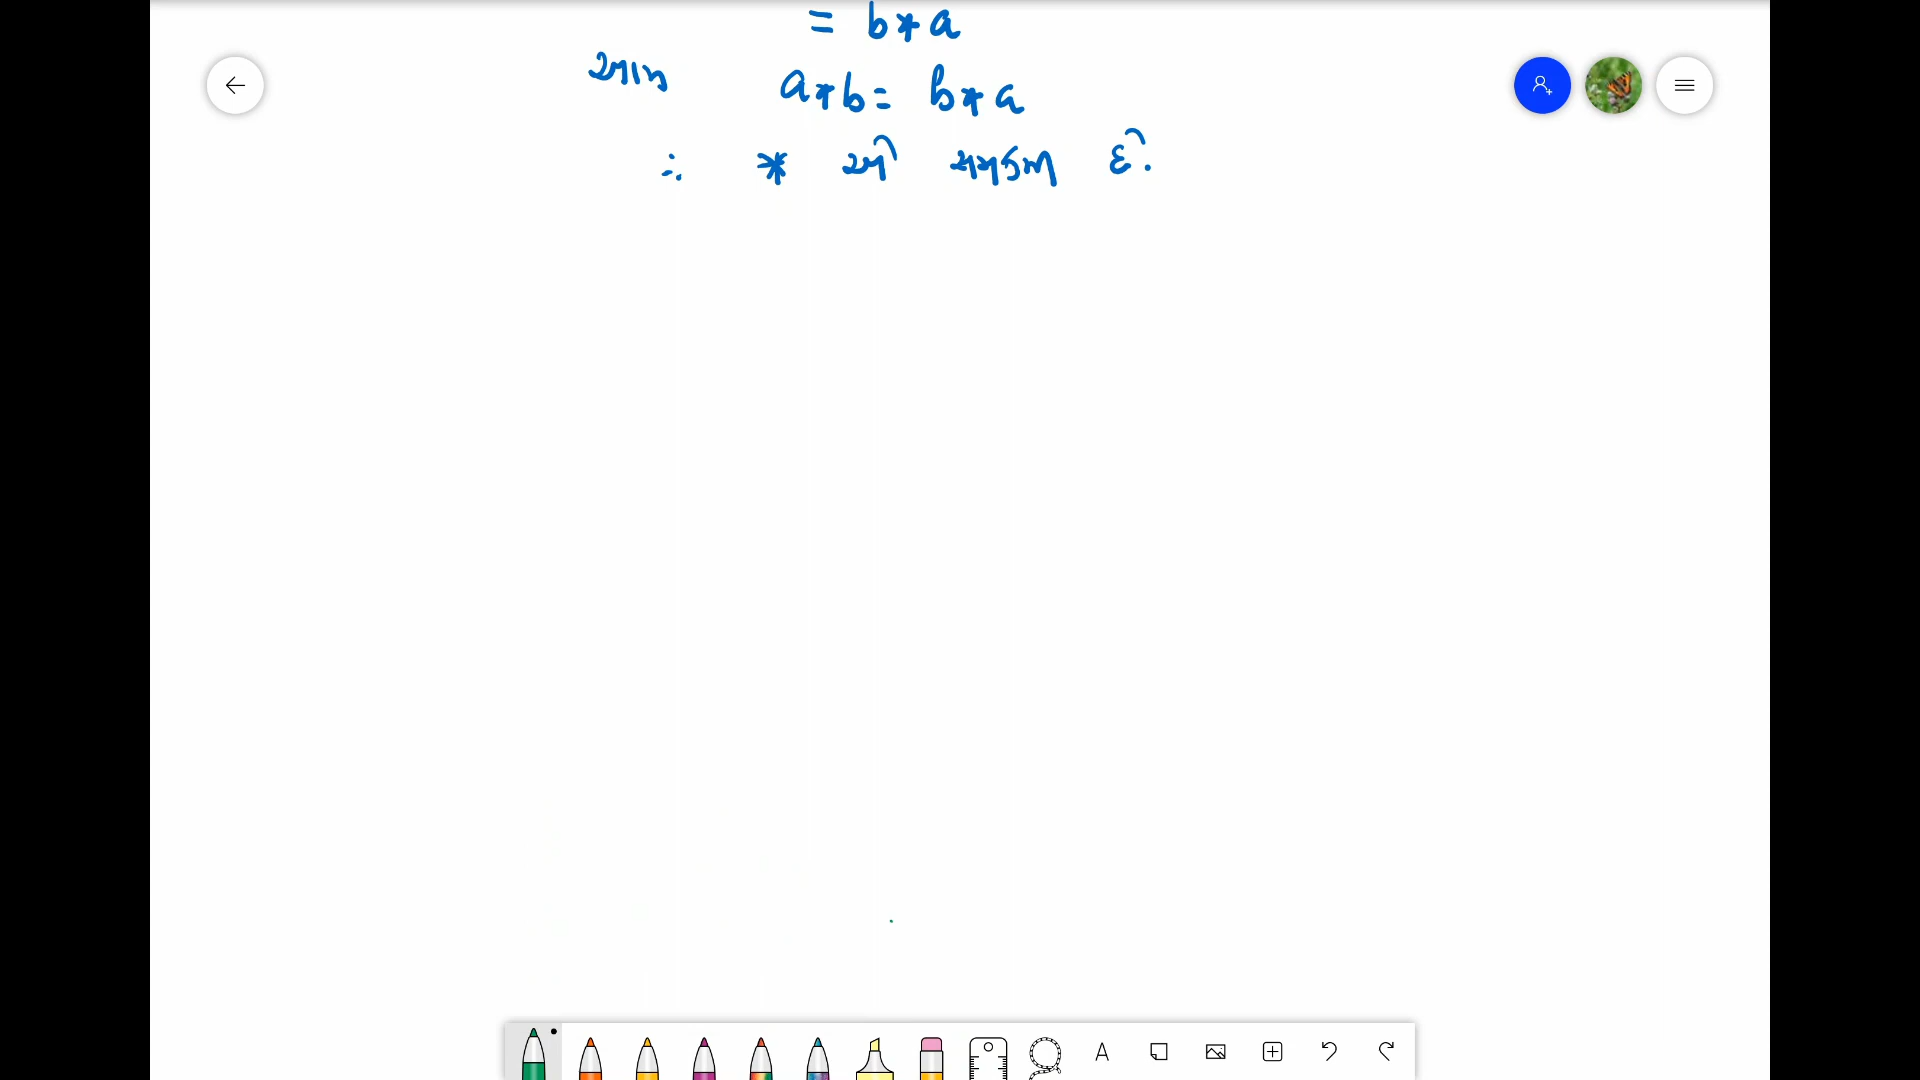 = b * a
આમ a * b = b * a
∴ * એ સમક્રમી છે.